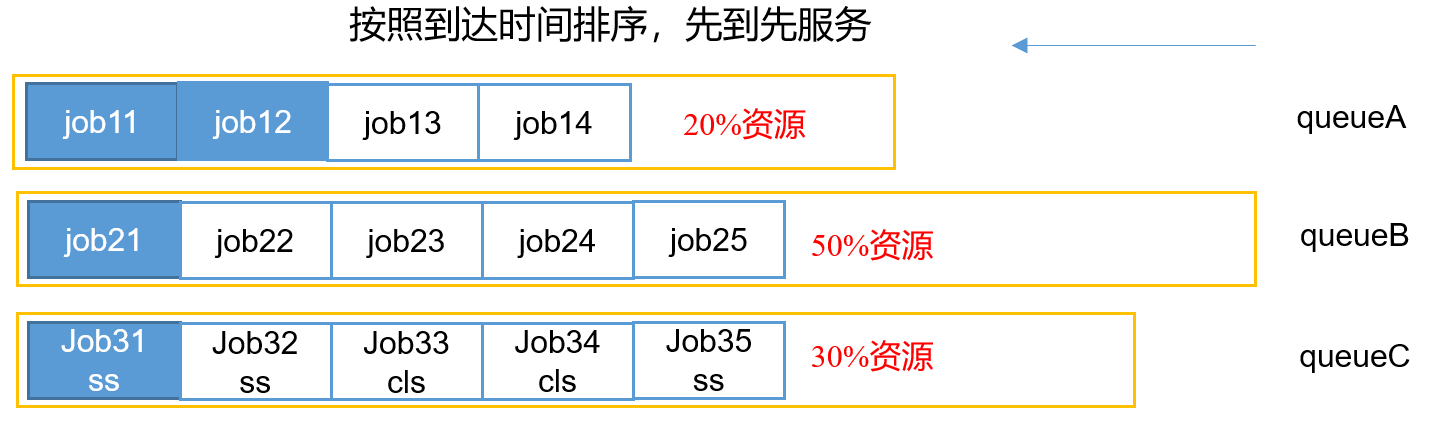 按照到达时间排序，先到先服务
job11 job12 job13 job14 20%资源 queueA
job21 job22 job23 job24 job25 50%资源 queueB
Job31 Job32 Job33 Job34 Job35 30%资源 queueC
ss ss cls cls ss